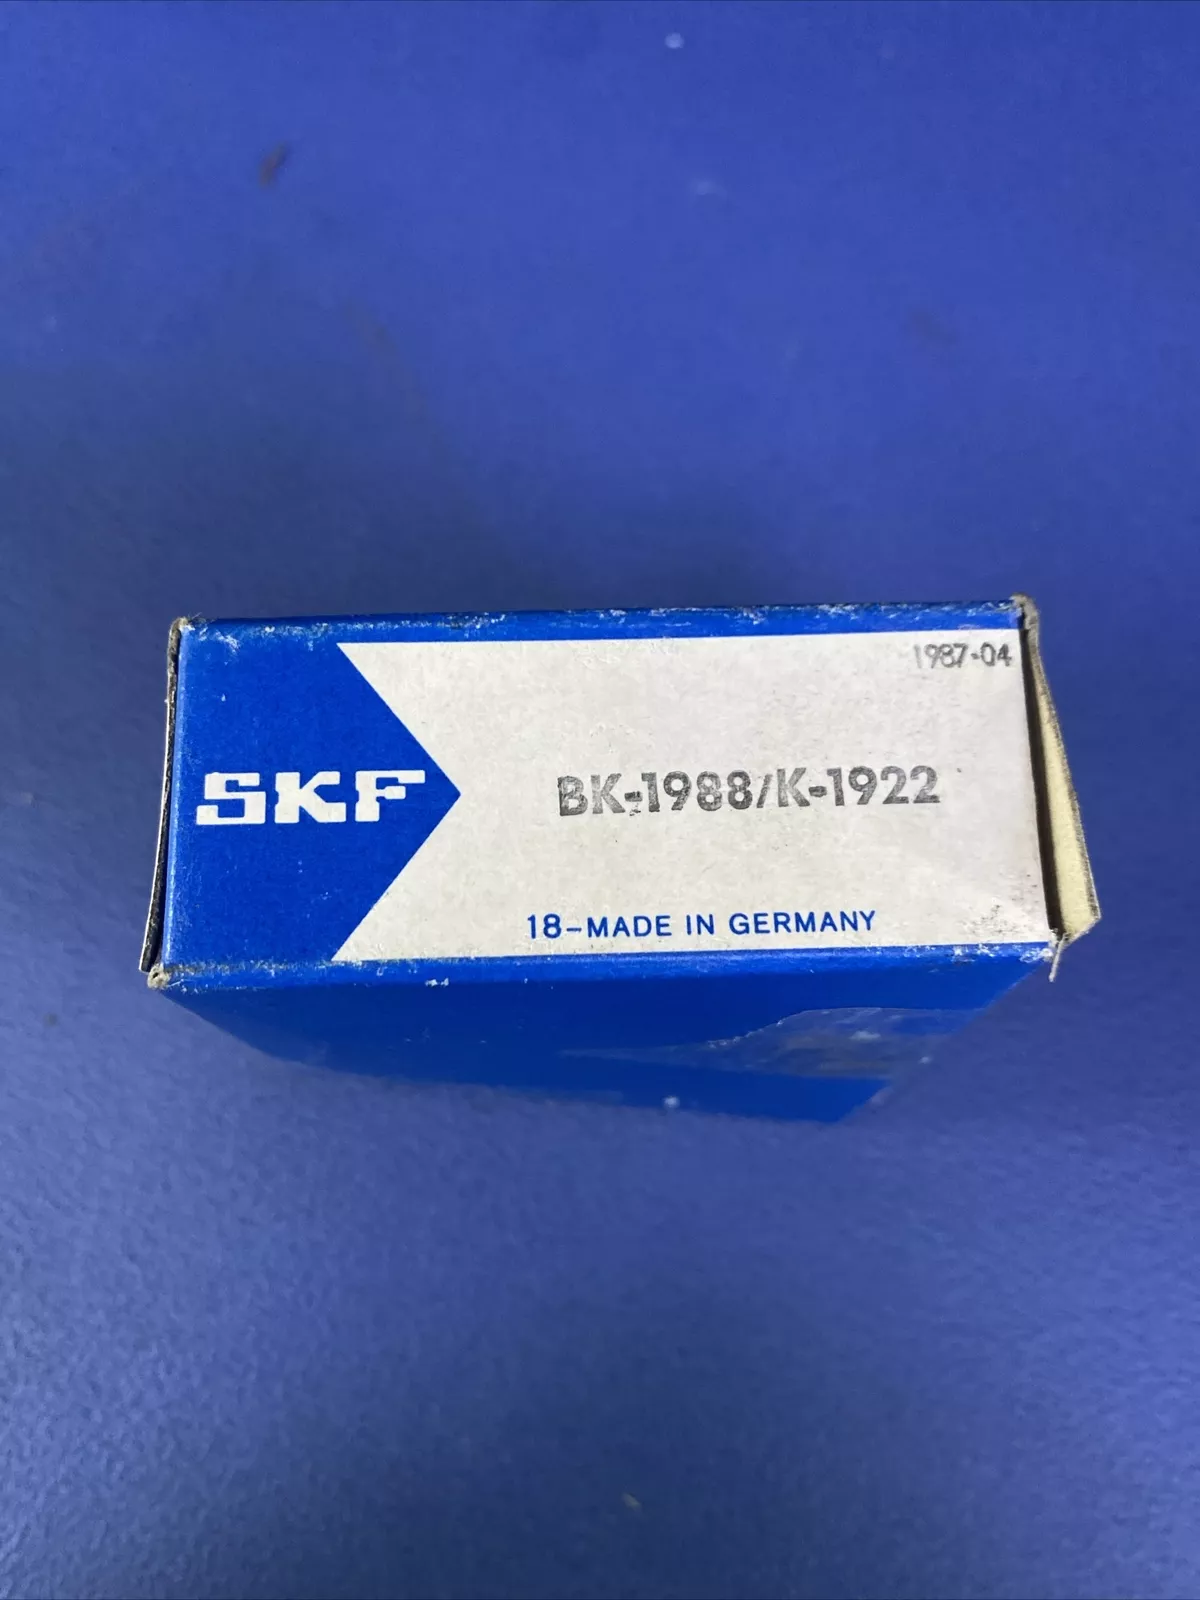 1987-04
SKF
BK-1988/K-1922
18-MADE IN GERMANY